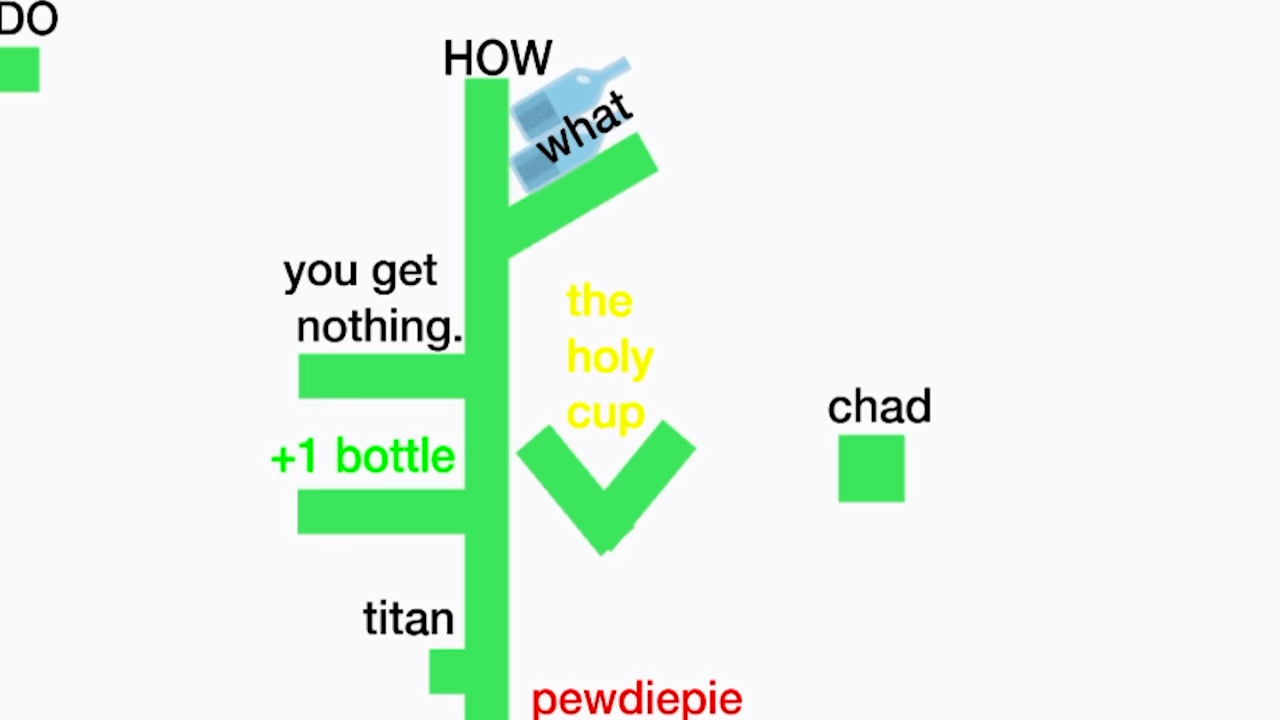 DO
HOW
what
you get
nothing.
the
holy
cup
chad
+1 bottle
titan
pewdiepie